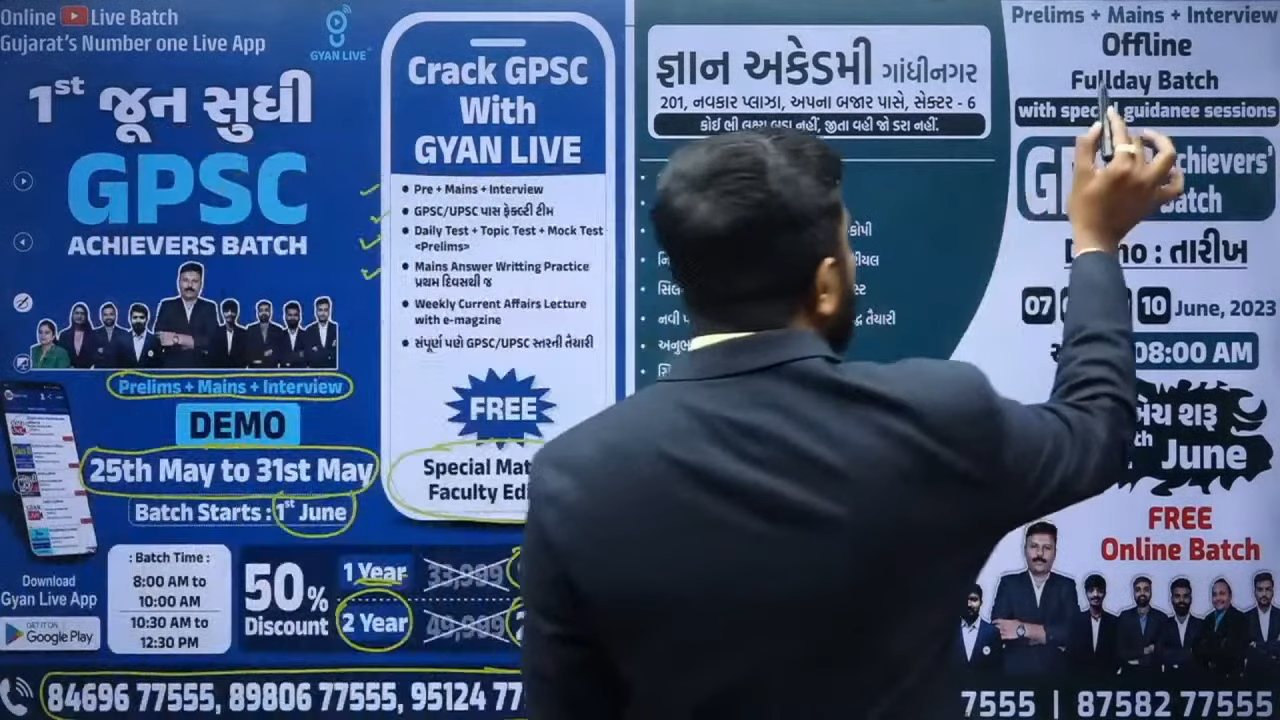 Online Live Batch
Gujarat's Number one Live App
GYAN LIVE
1st જૂન સુધી
GPSC
ACHIEVERS BATCH
Prelims + Mains + Interview
DEMO
25th May to 31st May
Batch Starts : 1st June
Download
Gyan Live App
GET IT ON
Google Play
: Batch Time :
8:00 AM to
10:00 AM
10:30 AM to
12:30 PM
50%
Discount
1 Year 33,999
2 Year 49,999
84696 77555, 89806 77555, 95124 77
Crack GPSC
With
GYAN LIVE
Pre + Mains + Interview
GPSC/UPSC પાસ ફેકલ્ટી ટીમ
Daily Test + Topic Test + Mock Test
<Prelims>
Mains Answer Writting Practice
પ્રથમ દિવસથી જ
Weekly Current Affairs Lecture
with e-magzine
સંપૂર્ણ પણે GPSC/UPSC સ્તરની તૈયારી
FREE
Special Mat
Faculty Edi
જ્ઞાન અકેડમી ગાંધીનગર
201, નવકાર પ્લાઝા, અપના બજાર પાસે, સેક્ટર - 6
કોઈ ભી લક્ષ્ય બડા નહીં, જીતા વહી જો ડરા નહીં.
કોપી
તૈયારી
Prelims + Mains + Interview
Offline
Fullday Batch
with special guidanee sessions
Achievers'
Batch
Demo : તારીખ
07 10 June, 2023
08:00 AM
શરૂ
June
FREE
Online Batch
7555 | 87582 77555